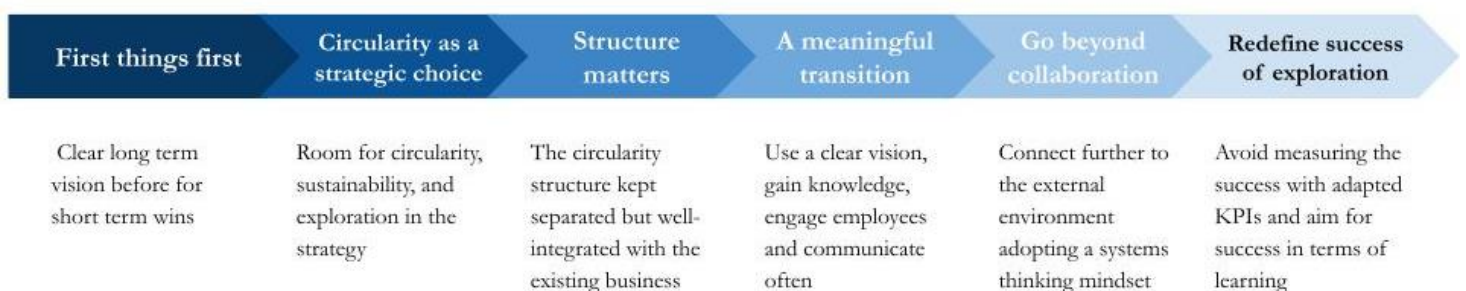 First things first
Circularity as a
strategic choice
Structure
matters
A meaningful
transition
Go beyond
collaboration
Redefine success
of exploration
Clear long term
vision before for
short term wins
Room for circularity,
sustainability, and
exploration in the
strategy
The circularity
structure kept
separated but well-
integrated with the
existing business
Use a clear vision,
gain knowledge,
engage employees
and communicate
often
Connect further to
the external
environment
adopting a systems
thinking mindset
Avoid measuring the
success with adapted
KPIs and aim for
success in terms of
learning